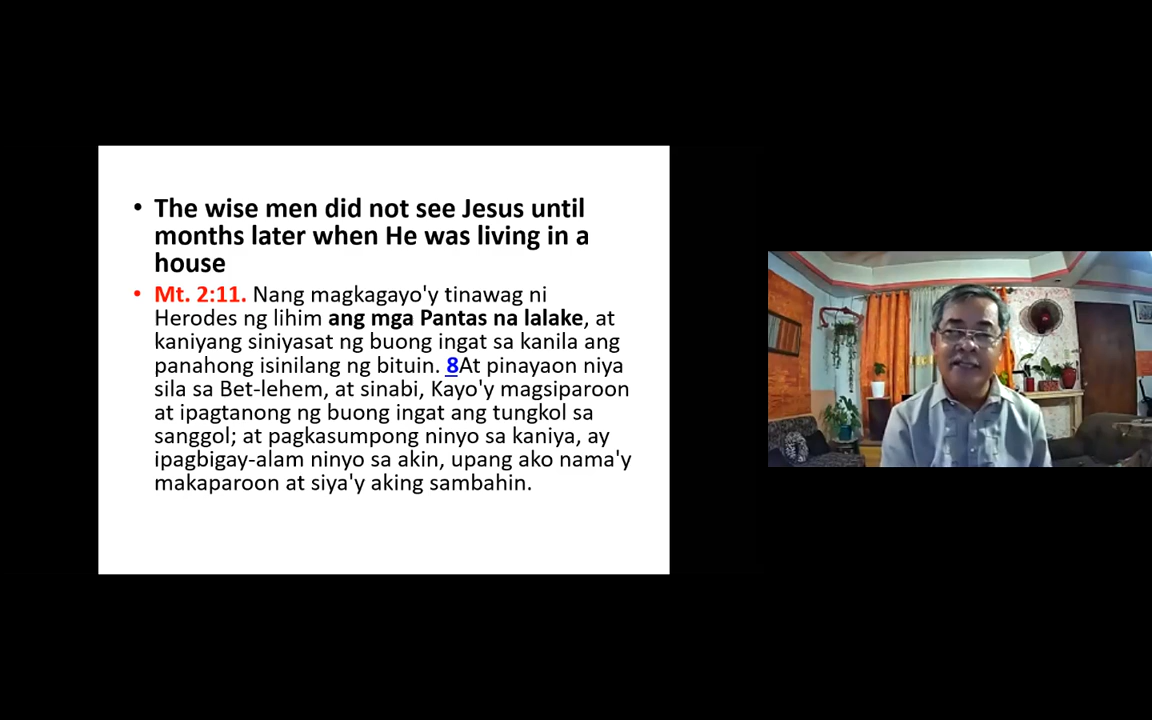 • The wise men did not see Jesus until
months later when He was living in a
house
• Mt. 2:11. Nang magkagayo'y tinawag ni
Herodes ng lihim ang mga Pantas na lalake, at
kaniyang siniyasat ng buong ingat sa kanila ang
panahong isinilang ng bituin. 8At pinayaon niya
sila sa Bet-lehem, at sinabi, Kayo'y magsiparoon
at ipagtanong ng buong ingat ang tungkol sa
sanggol; at pagkasumpong ninyo sa kaniya, ay
ipagbigay-alam ninyo sa akin, upang ako nama'y
makaparoon at siya'y aking sambahin.